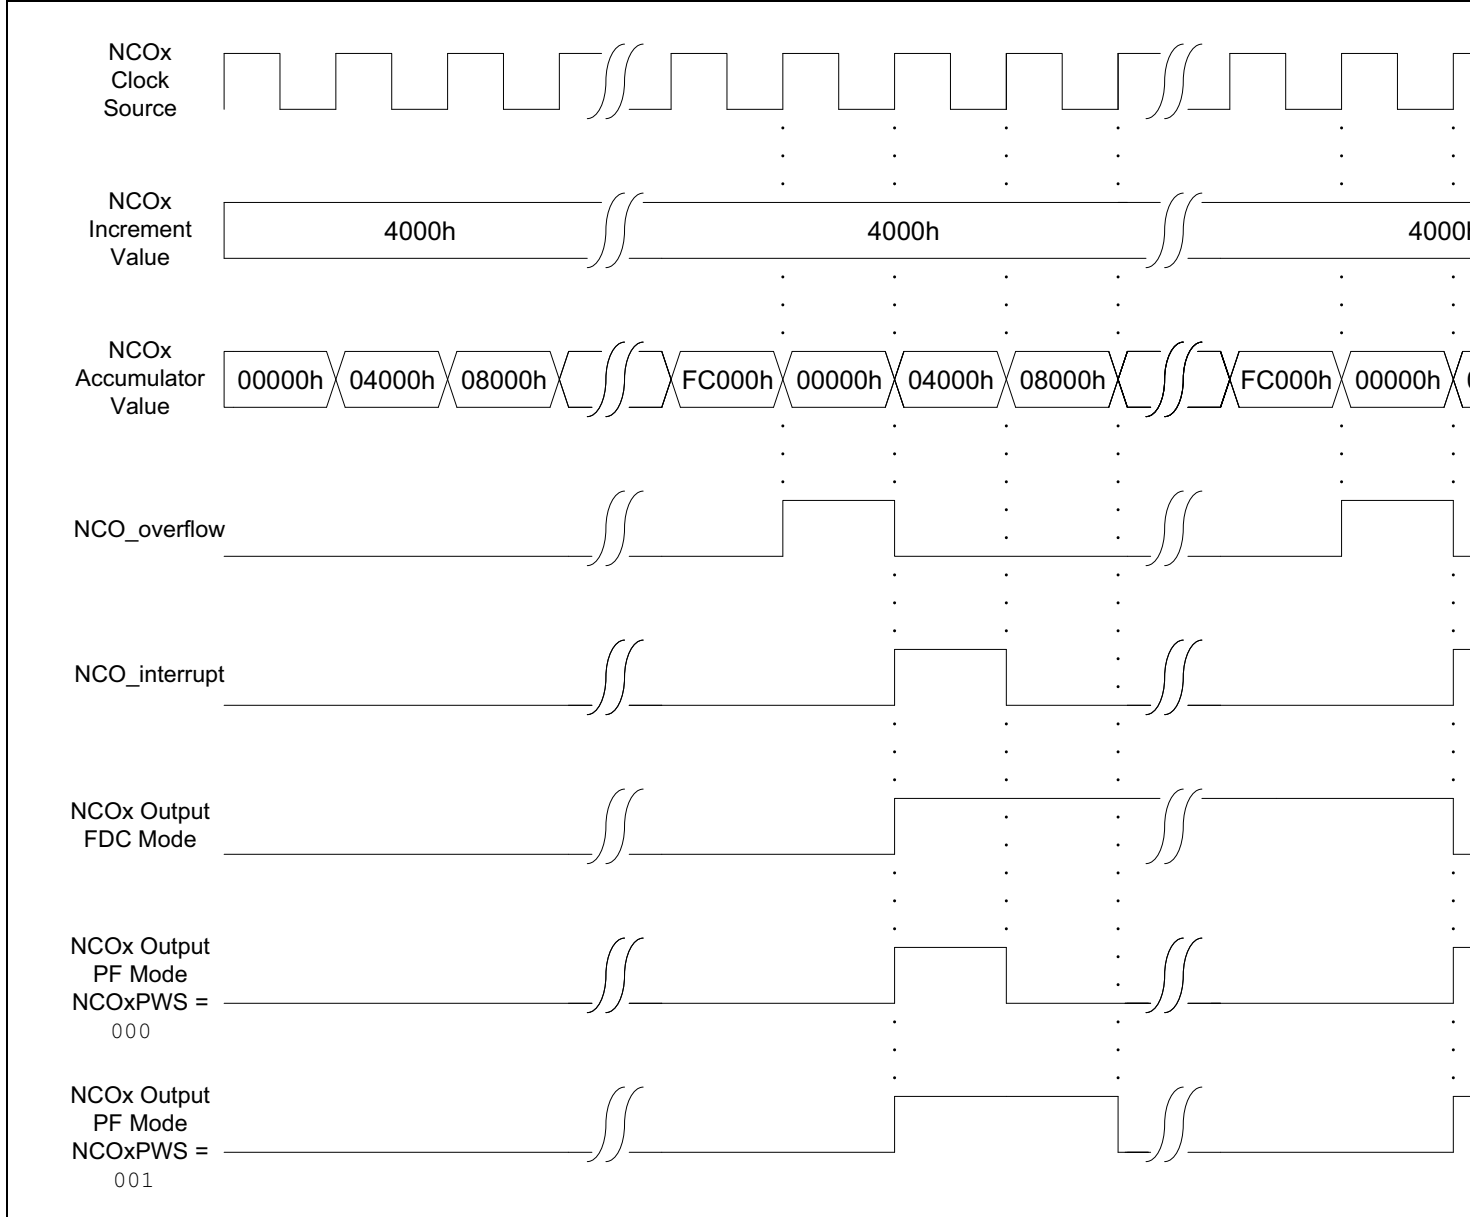 NCOx
Clock
Source
NCOx
Increment
Value
4000h
4000h
4000h
NCOx
Accumulator
Value
00000h
04000h
08000h
FC000h
00000h
04000h
08000h
FC000h
00000h
NCO_overflow
NCO_interrupt
NCOx Output
FDC Mode
NCOx Output
PF Mode
NCOxPWS =
000
NCOx Output
PF Mode
NCOxPWS =
001